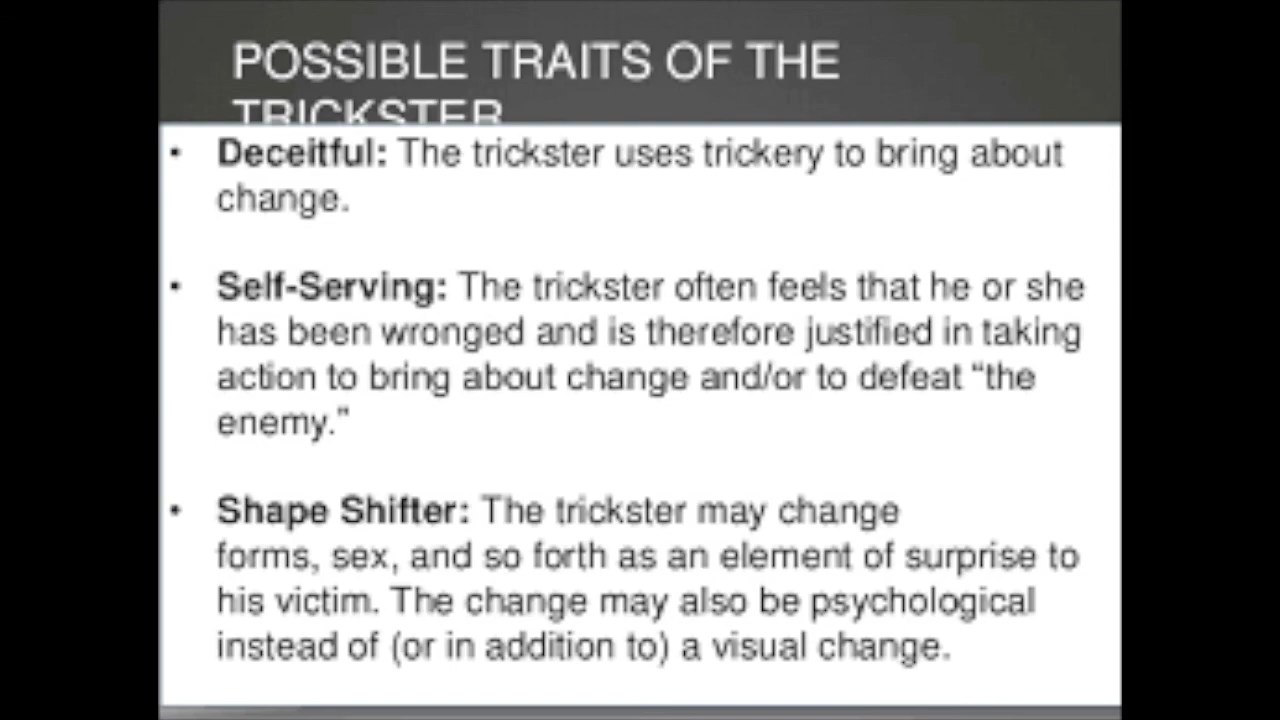 POSSIBLE TRAITS OF THE
TRICKSTER
• Deceitful: The trickster uses trickery to bring about
change.
• Self-Serving: The trickster often feels that he or she
has been wronged and is therefore justified in taking
action to bring about change and/or to defeat “the
enemy.”
• Shape Shifter: The trickster may change
forms, sex, and so forth as an element of surprise to
his victim. The change may also be psychological
instead of (or in addition to) a visual change.